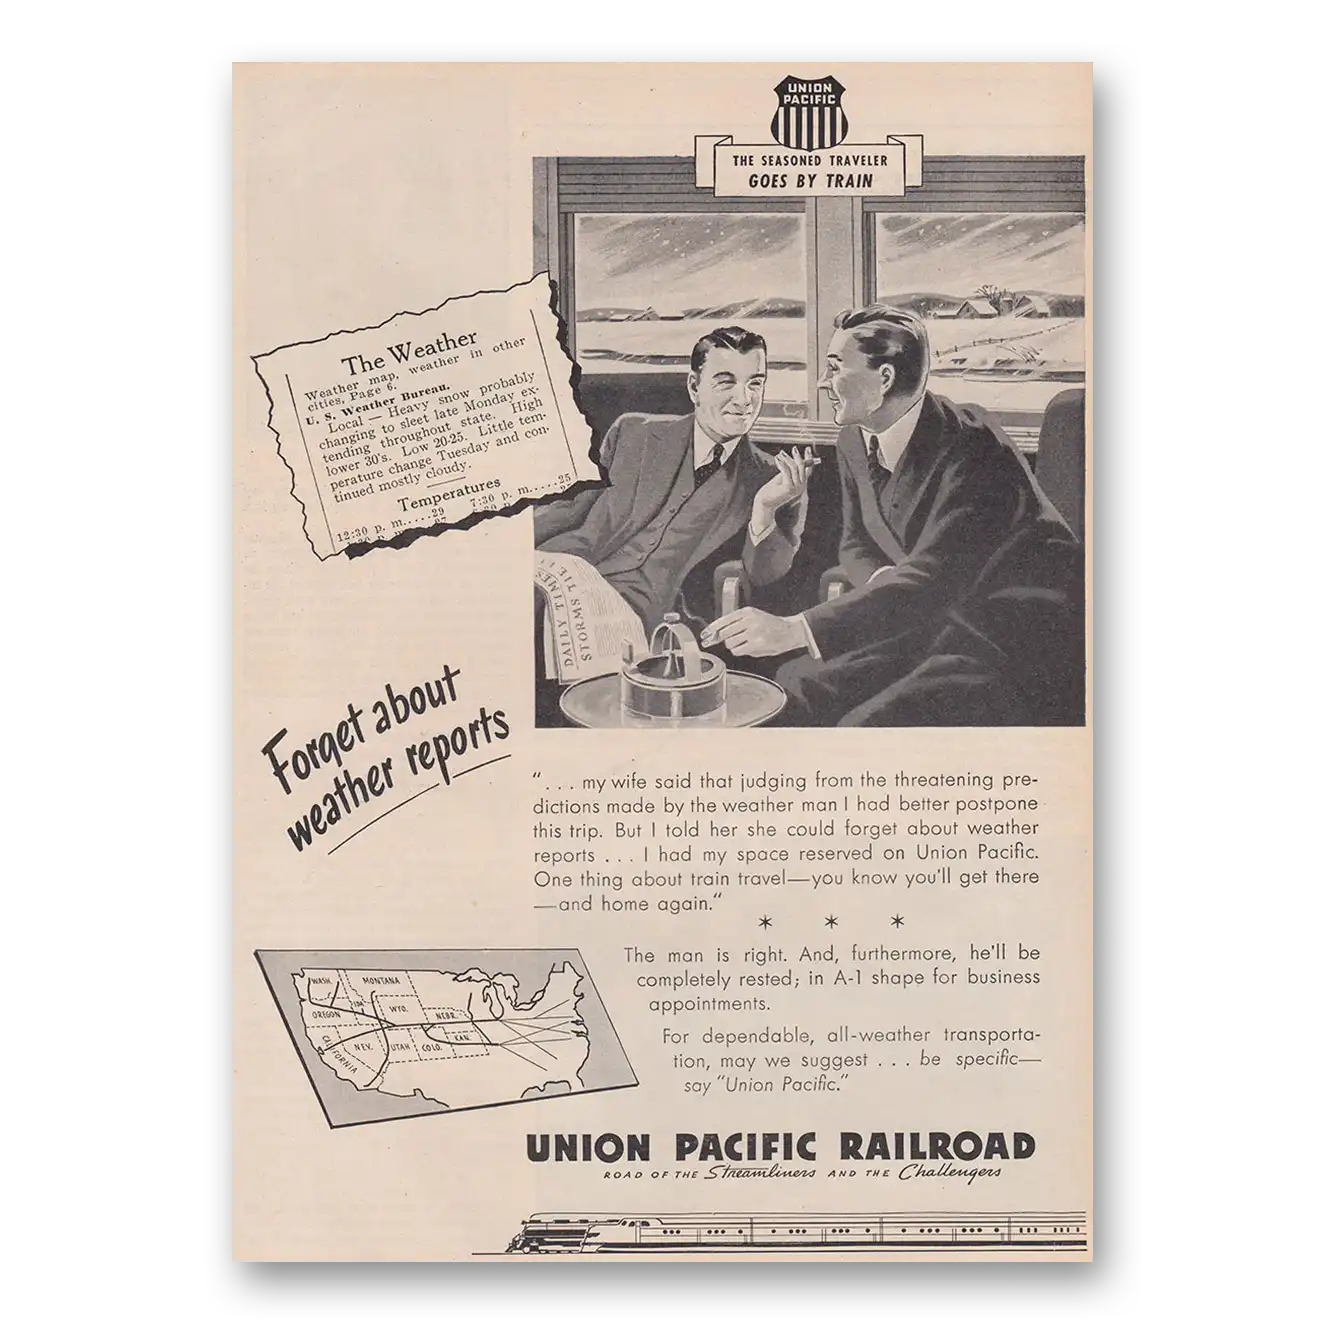 UNION
PACIFIC
THE SEASONED TRAVELER
GOES BY TRAIN
The Weather
Weather map, weather in other
cities, Page 6.
U. S. Weather Bureau.
Local — Heavy snow probably
changing to sleet late Monday ex-
tending throughout state. High
lower 30's. Low 20-25. Little tem-
perature change Tuesday and con-
tinued mostly cloudy.
Temperatures
12:30 p. m.....29 7:30 p. m.....25
DAILY TIMES
STORMS TIE
Forget about
weather reports
“. . . my wife said that judging from the threatening pre-
dictions made by the weather man I had better postpone
this trip. But I told her she could forget about weather
reports . . . I had my space reserved on Union Pacific.
One thing about train travel—you know you'll get there
—and home again.”
* * *
The man is right. And, furthermore, he'll be
completely rested; in A-1 shape for business
appointments.
For dependable, all-weather transporta-
tion, may we suggest . . . be specific—
say “Union Pacific.”
WASH.
MONTANA
OREGON
IDA.
WYO.
NEBR.
NEV.
UTAH
COLO.
KAN.
CALIFORNIA
UNION PACIFIC RAILROAD
ROAD OF THE Streamliners AND THE Challengers